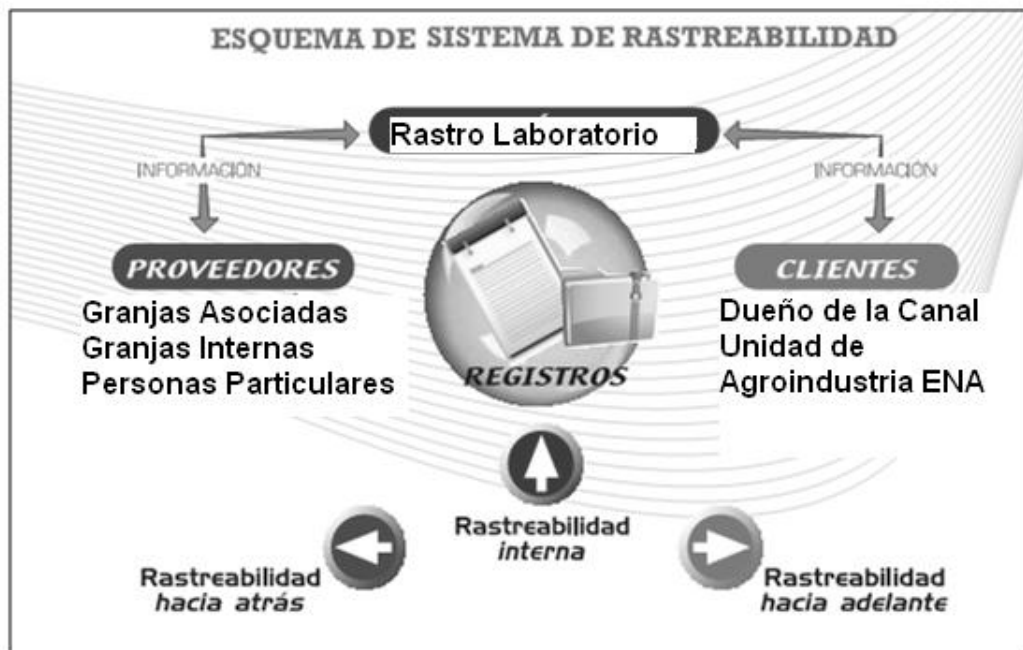 ESQUEMA DE SISTEMA DE RASTREABILIDAD
Rastro Laboratorio
INFORMACIÓN
INFORMACIÓN
PROVEEDORES
Granjas Asociadas
Granjas Internas
Personas Particulares
CLIENTES
Dueño de la Canal
Unidad de
Agroindustria ENA
REGISTROS
Rastreabilidad
interna
Rastreabilidad
hacia atrás
Rastreabilidad
hacia adelante